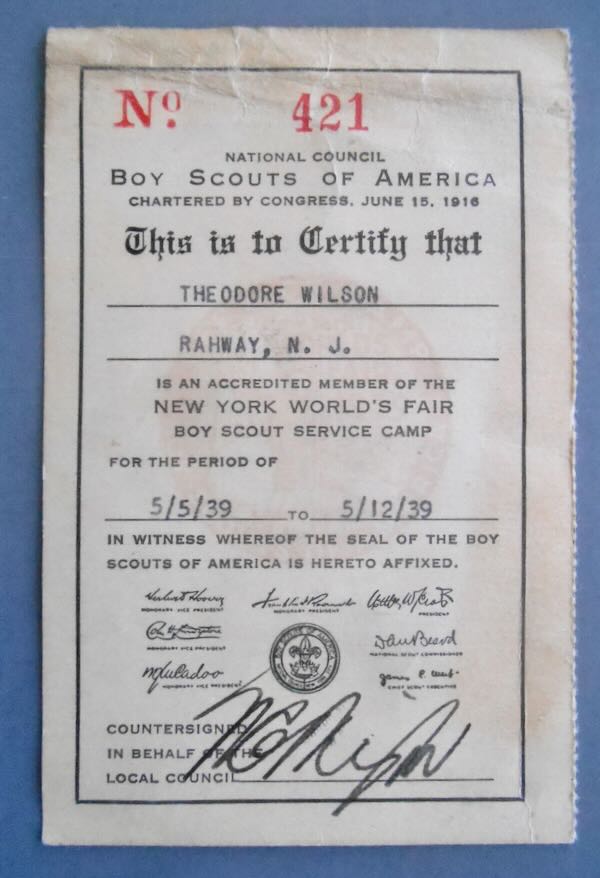 Nº 421
NATIONAL COUNCIL
BOY SCOUTS OF AMERICA
CHARTERED BY CONGRESS, JUNE 15, 1916
This is to Certify that
THEODORE WILSON
RAHWAY, N. J.
IS AN ACCREDITED MEMBER OF THE
NEW YORK WORLD'S FAIR
BOY SCOUT SERVICE CAMP
FOR THE PERIOD OF
5/5/39 TO 5/12/39
IN WITNESS WHEREOF THE SEAL OF THE BOY
SCOUTS OF AMERICA IS HERETO AFFIXED.
Herbert Hoover
HONORARY VICE PRESIDENT
HONORARY PRESIDENT
PRESIDENT
HONORARY VICE PRESIDENT
Dan Beard
NATIONAL SCOUT COMMISSIONER
HONORARY VICE PRESIDENT
James E. West
CHIEF SCOUT EXECUTIVE
COUNTERSIGNED
IN BEHALF OF THE
LOCAL COUNCIL